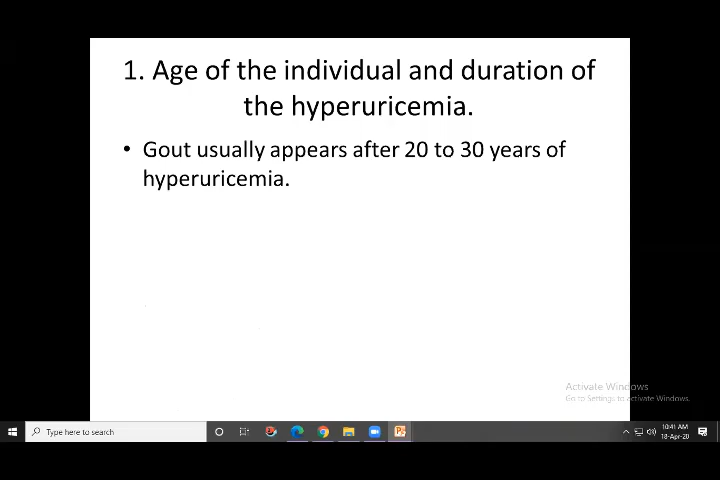 1. Age of the individual and duration of
the hyperuricemia.
• Gout usually appears after 20 to 30 years of
hyperuricemia.
Activate Windows
Go to Settings to activate Windows.
Type here to search
10:41 AM
18-Apr-20